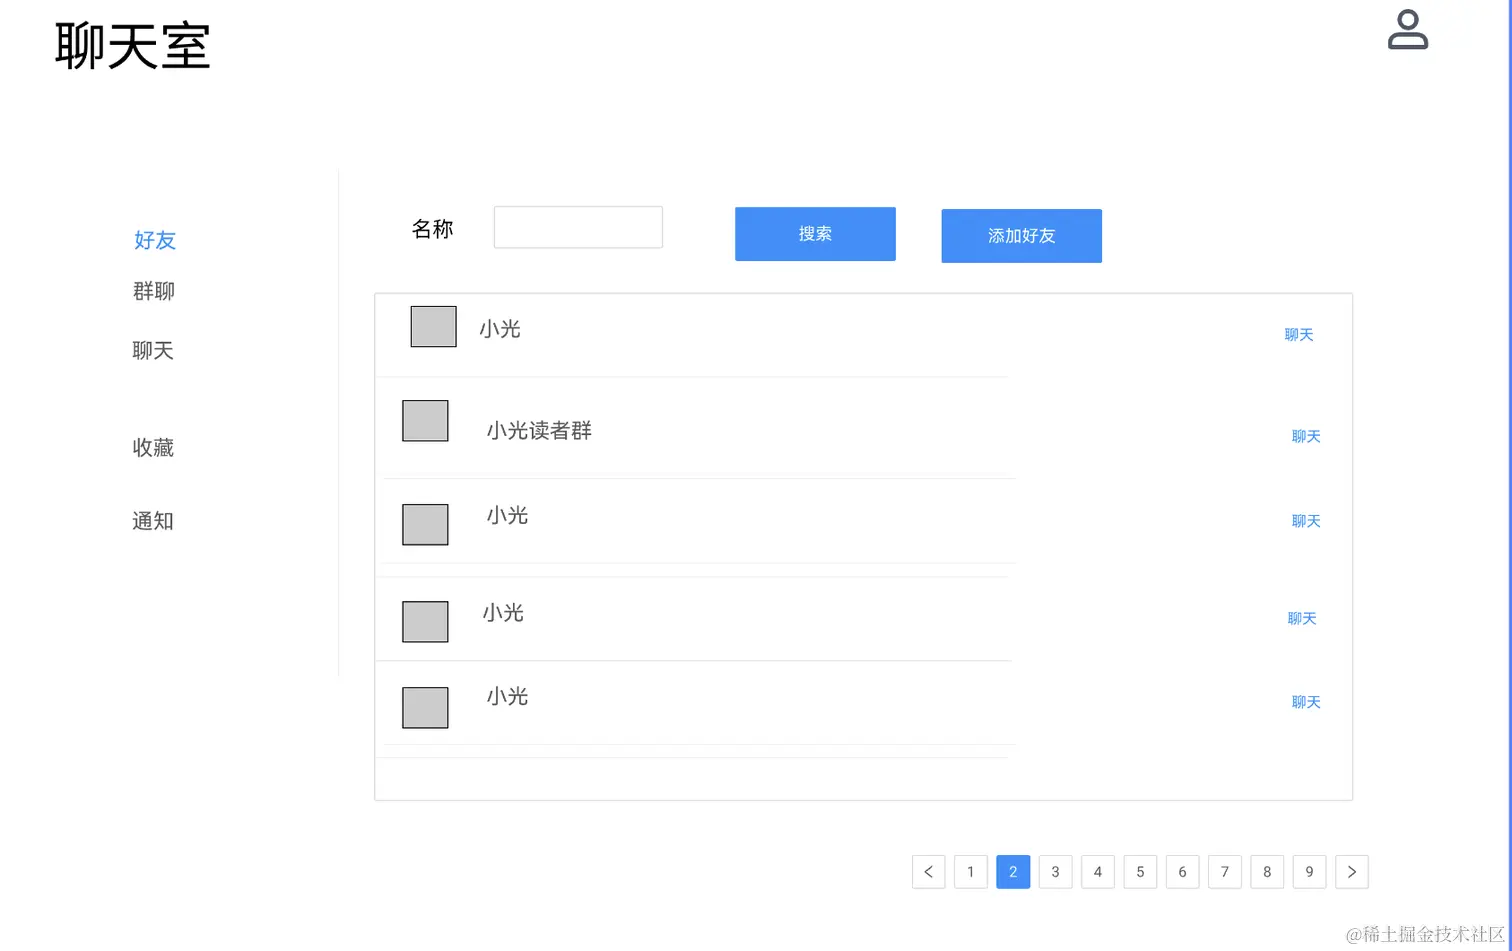 聊天室
好友
群聊
聊天
收藏
通知
名称
搜索
添加好友
小光
聊天
小光读者群
聊天
小光
聊天
小光
聊天
小光
聊天
< 1 2 3 4 5 6 7 8 9 >
@稀土掘金技术社区